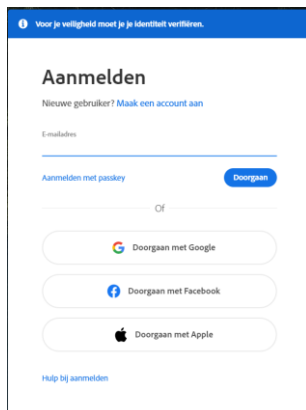 Voor je veiligheid moet je je identiteit verifiëren.
Aanmelden
Nieuwe gebruiker? Maak een account aan
E-mailadres
Aanmelden met passkey
Doorgaan
Of
Doorgaan met Google
Doorgaan met Facebook
Doorgaan met Apple
Hulp bij aanmelden